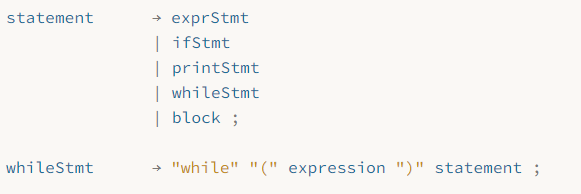 statement → exprStmt
| ifStmt
| printStmt
| whileStmt
| block ;
whileStmt → "while" "(" expression ")" statement ;